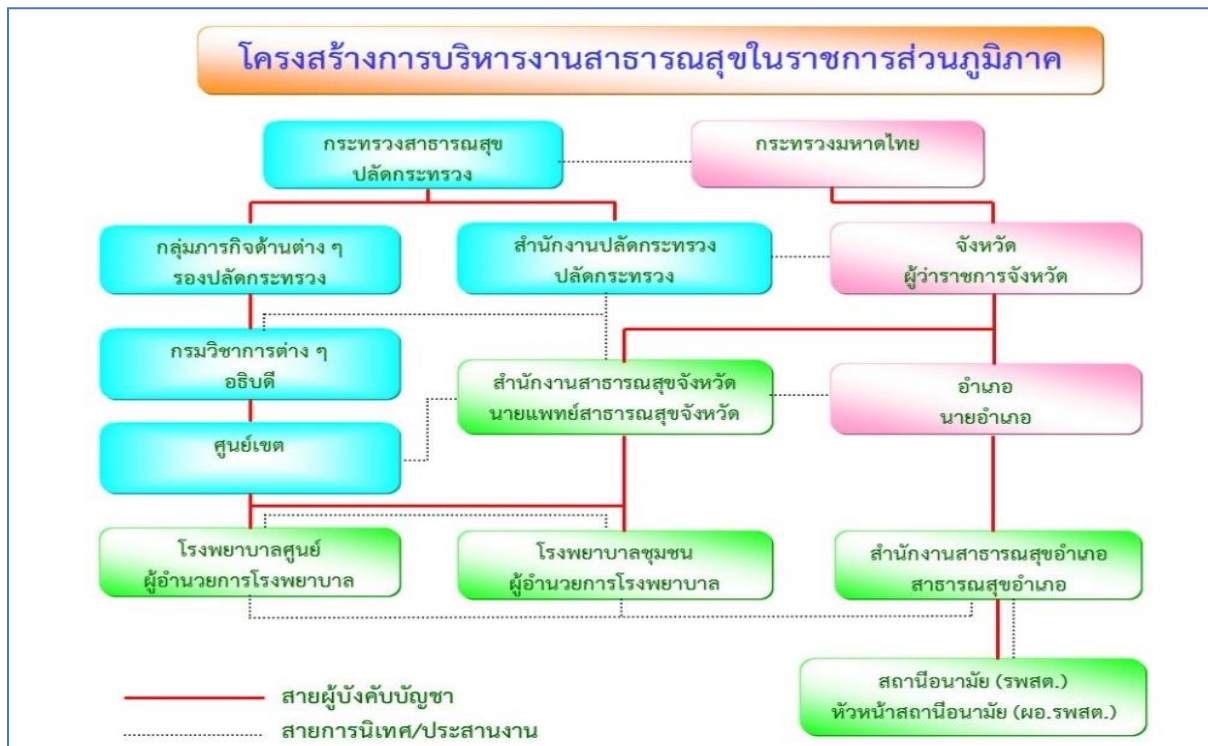 โครงสร้างการบริหารงานสาธารณสุขในราชการส่วนภูมิภาค
กระทรวงสาธารณสุข
ปลัดกระทรวง
กระทรวงมหาดไทย
กลุ่มภารกิจด้านต่าง ๆ
รองปลัดกระทรวง
สำนักงานปลัดกระทรวง
ปลัดกระทรวง
จังหวัด
ผู้ว่าราชการจังหวัด
กรมวิชาการต่าง ๆ
อธิบดี
สำนักงานสาธารณสุขจังหวัด
นายแพทย์สาธารณสุขจังหวัด
อำเภอ
นายอำเภอ
ศูนย์เขต
โรงพยาบาลศูนย์
ผู้อำนวยการโรงพยาบาล
โรงพยาบาลชุมชน
ผู้อำนวยการโรงพยาบาล
สำนักงานสาธารณสุขอำเภอ
สาธารณสุขอำเภอ
สถานีอนามัย (รพสต.)
หัวหน้าสถานีอนามัย (ผอ.รพสต.)
สายผู้บังคับบัญชา
สายการนิเทศ/ประสานงาน